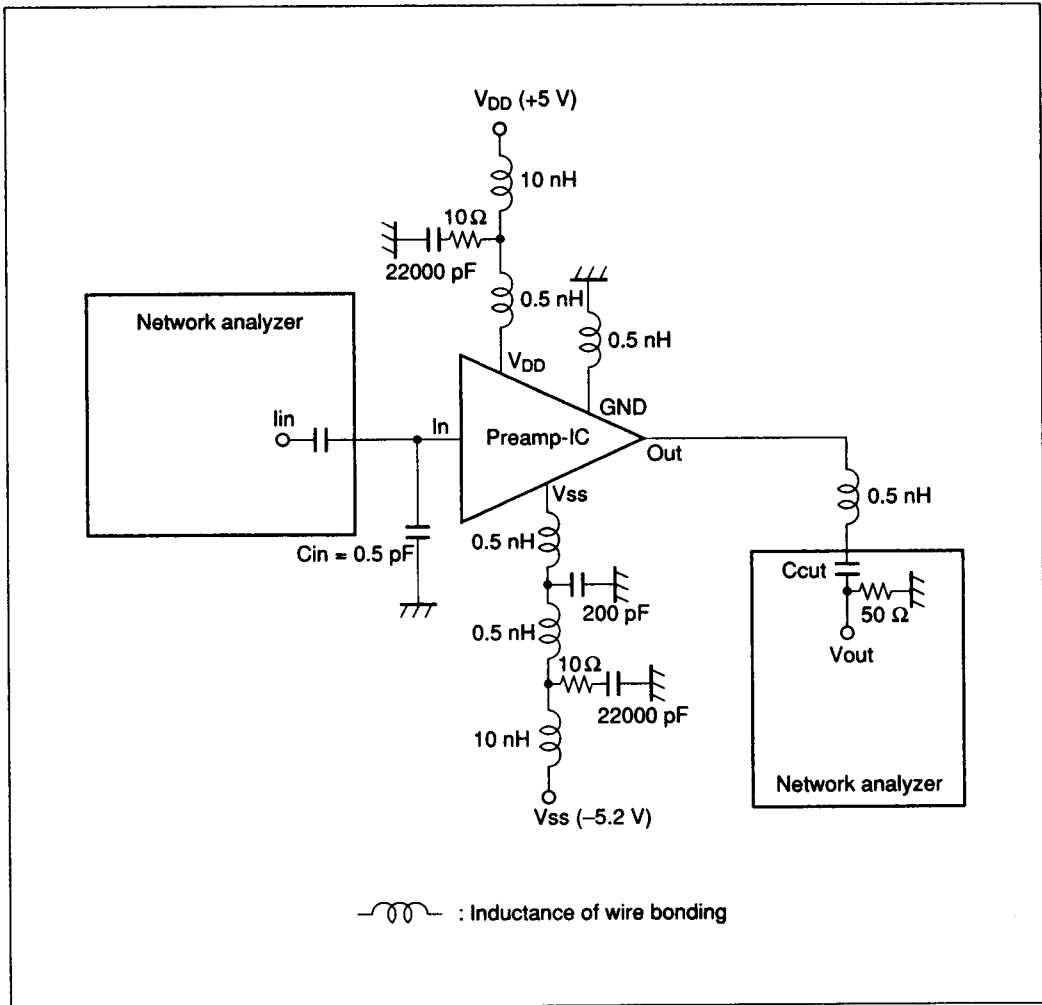 VDD (+5 V)
10 nH
10Ω
22000 pF
0.5 nH
0.5 nH
Network analyzer
VDD
GND
Iin
In
Preamp-IC
Out
Vss
0.5 nH
0.5 nH
Cin = 0.5 pF
Ccut
200 pF
50 Ω
0.5 nH
Vout
10Ω
22000 pF
10 nH
Network analyzer
Vss (–5.2 V)
: Inductance of wire bonding